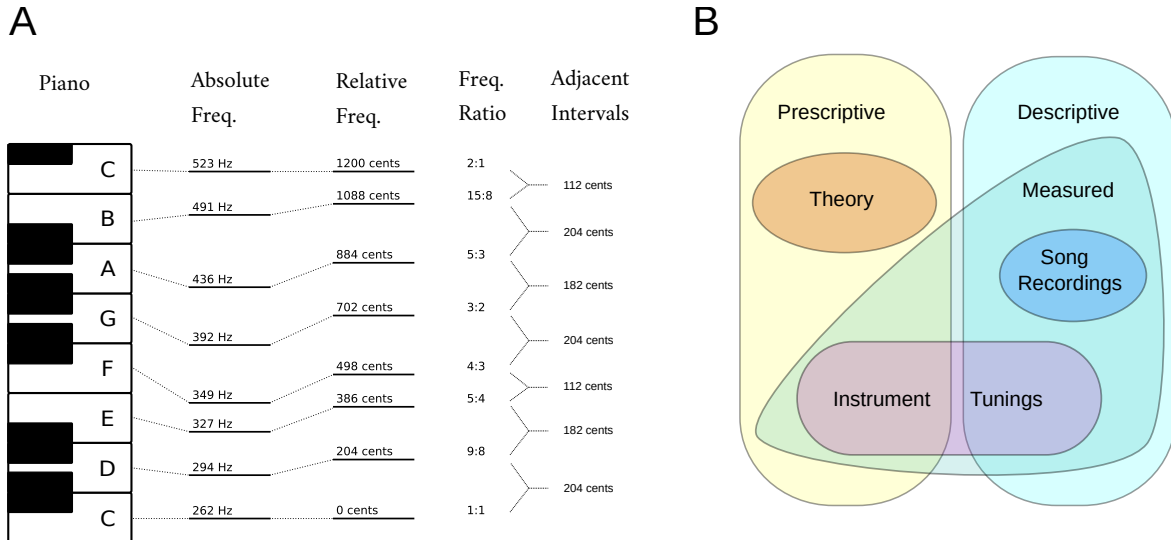 A
Piano
Absolute
Freq.
Relative
Freq.
Freq.
Ratio
Adjacent
Intervals
C
523 Hz
1200 cents
2:1
112 cents
B
491 Hz
1088 cents
15:8
204 cents
A
436 Hz
884 cents
5:3
182 cents
G
392 Hz
702 cents
3:2
204 cents
F
349 Hz
498 cents
4:3
112 cents
E
327 Hz
386 cents
5:4
182 cents
D
294 Hz
204 cents
9:8
204 cents
C
262 Hz
0 cents
1:1
B
Prescriptive
Descriptive
Theory
Measured
Song
Recordings
Instrument Tunings